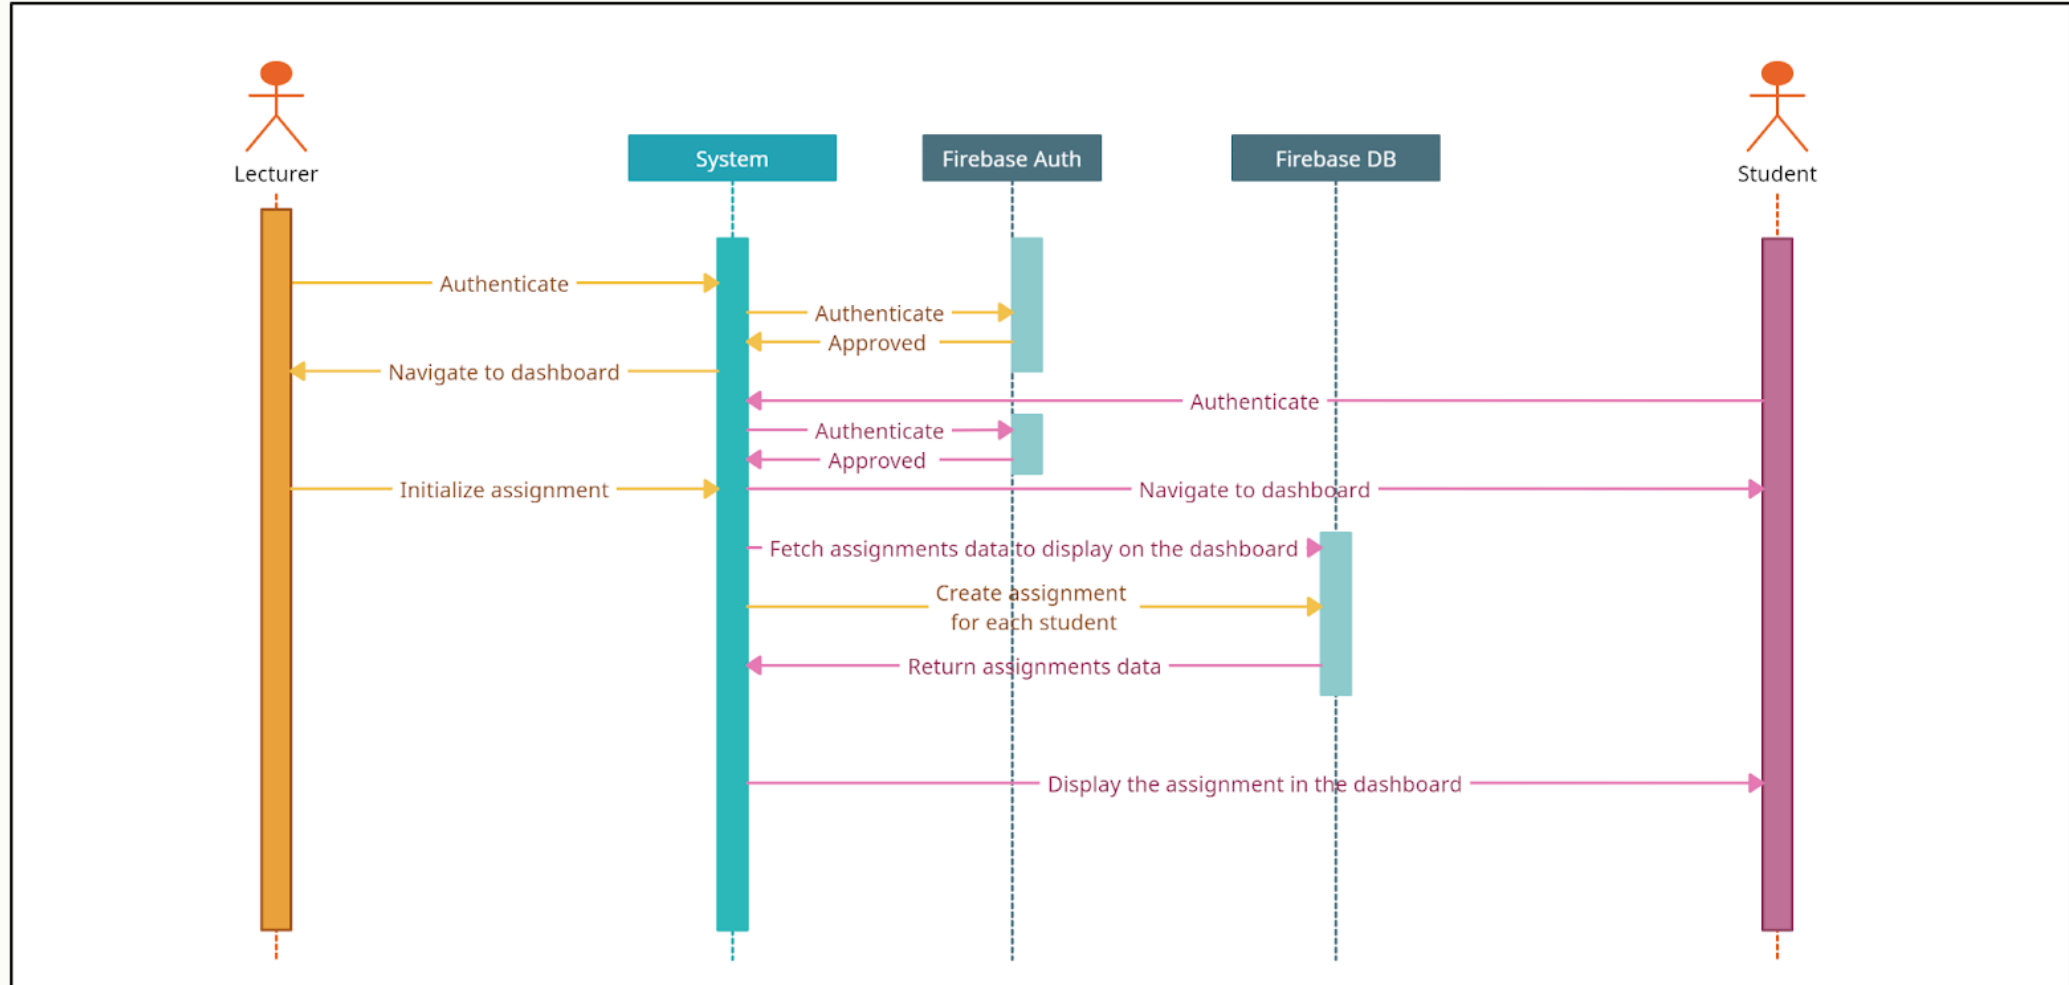 Lecturer
System
Firebase Auth
Firebase DB
Student
Authenticate
Authenticate
Approved
Navigate to dashboard
Authenticate
Authenticate
Approved
Initialize assignment
Navigate to dashboard
Fetch assignments data to display on the dashboard
Create assignment
for each student
Return assignments data
Display the assignment in the dashboard